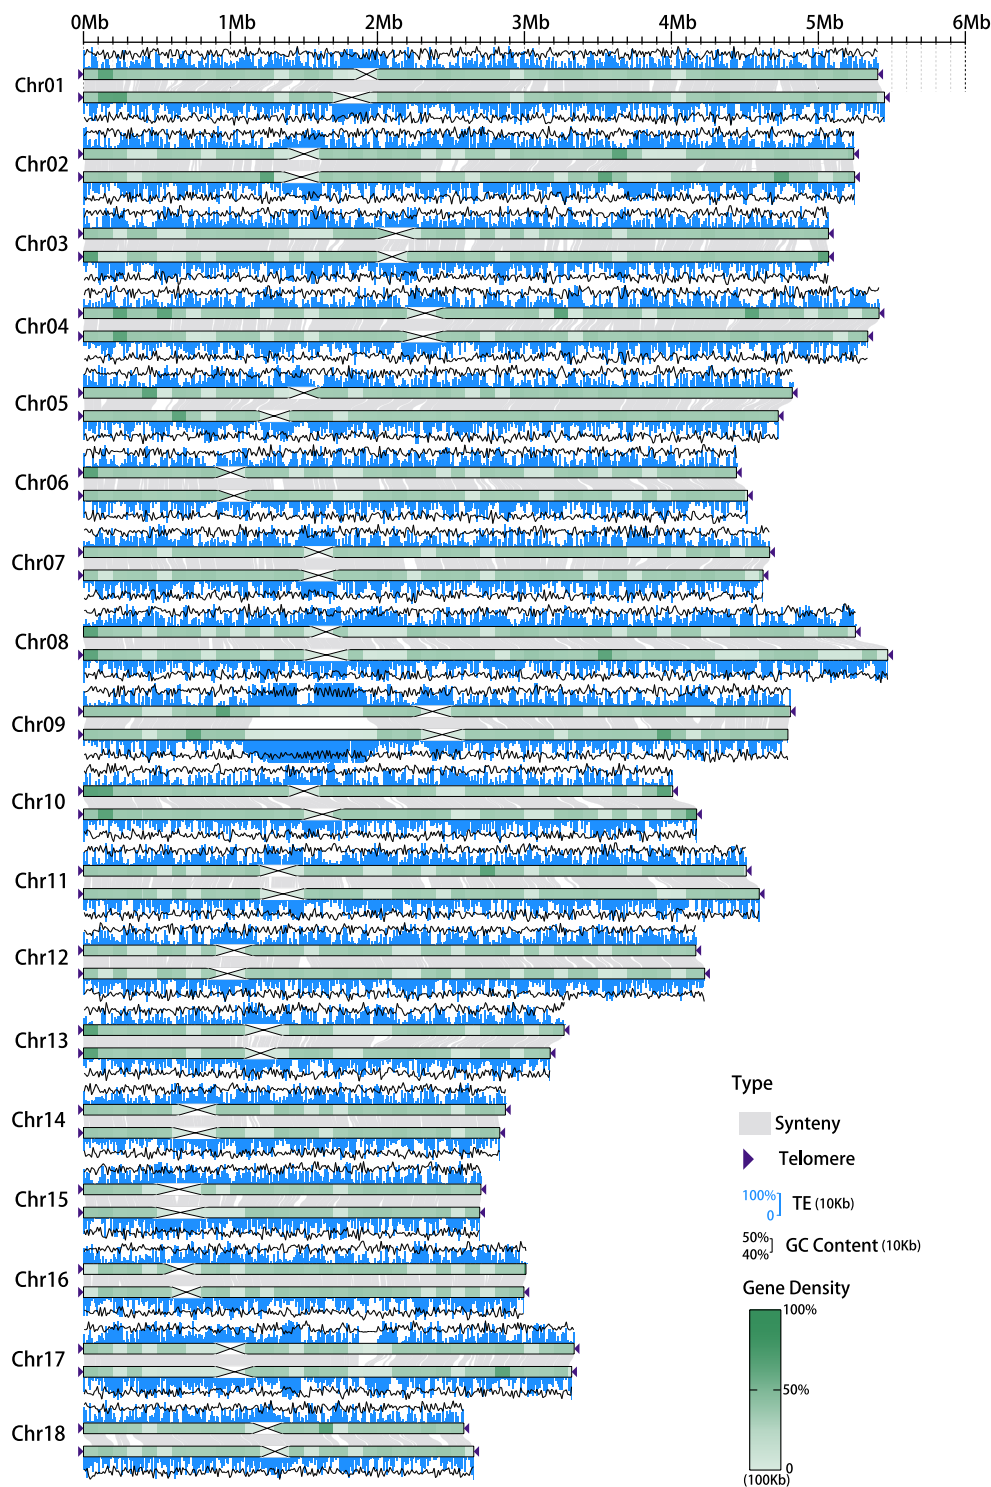 0Mb 1Mb 2Mb 3Mb 4Mb 5Mb 6Mb
Chr01
Chr02
Chr03
Chr04
Chr05
Chr06
Chr07
Chr08
Chr09
Chr10
Chr11
Chr12
Chr13
Chr14
Chr15
Chr16
Chr17
Chr18
Type
Synteny
Telomere
100%
0
TE (10Kb)
50%
40%
GC Content (10Kb)
Gene Density
100%
50%
0
(100Kb)